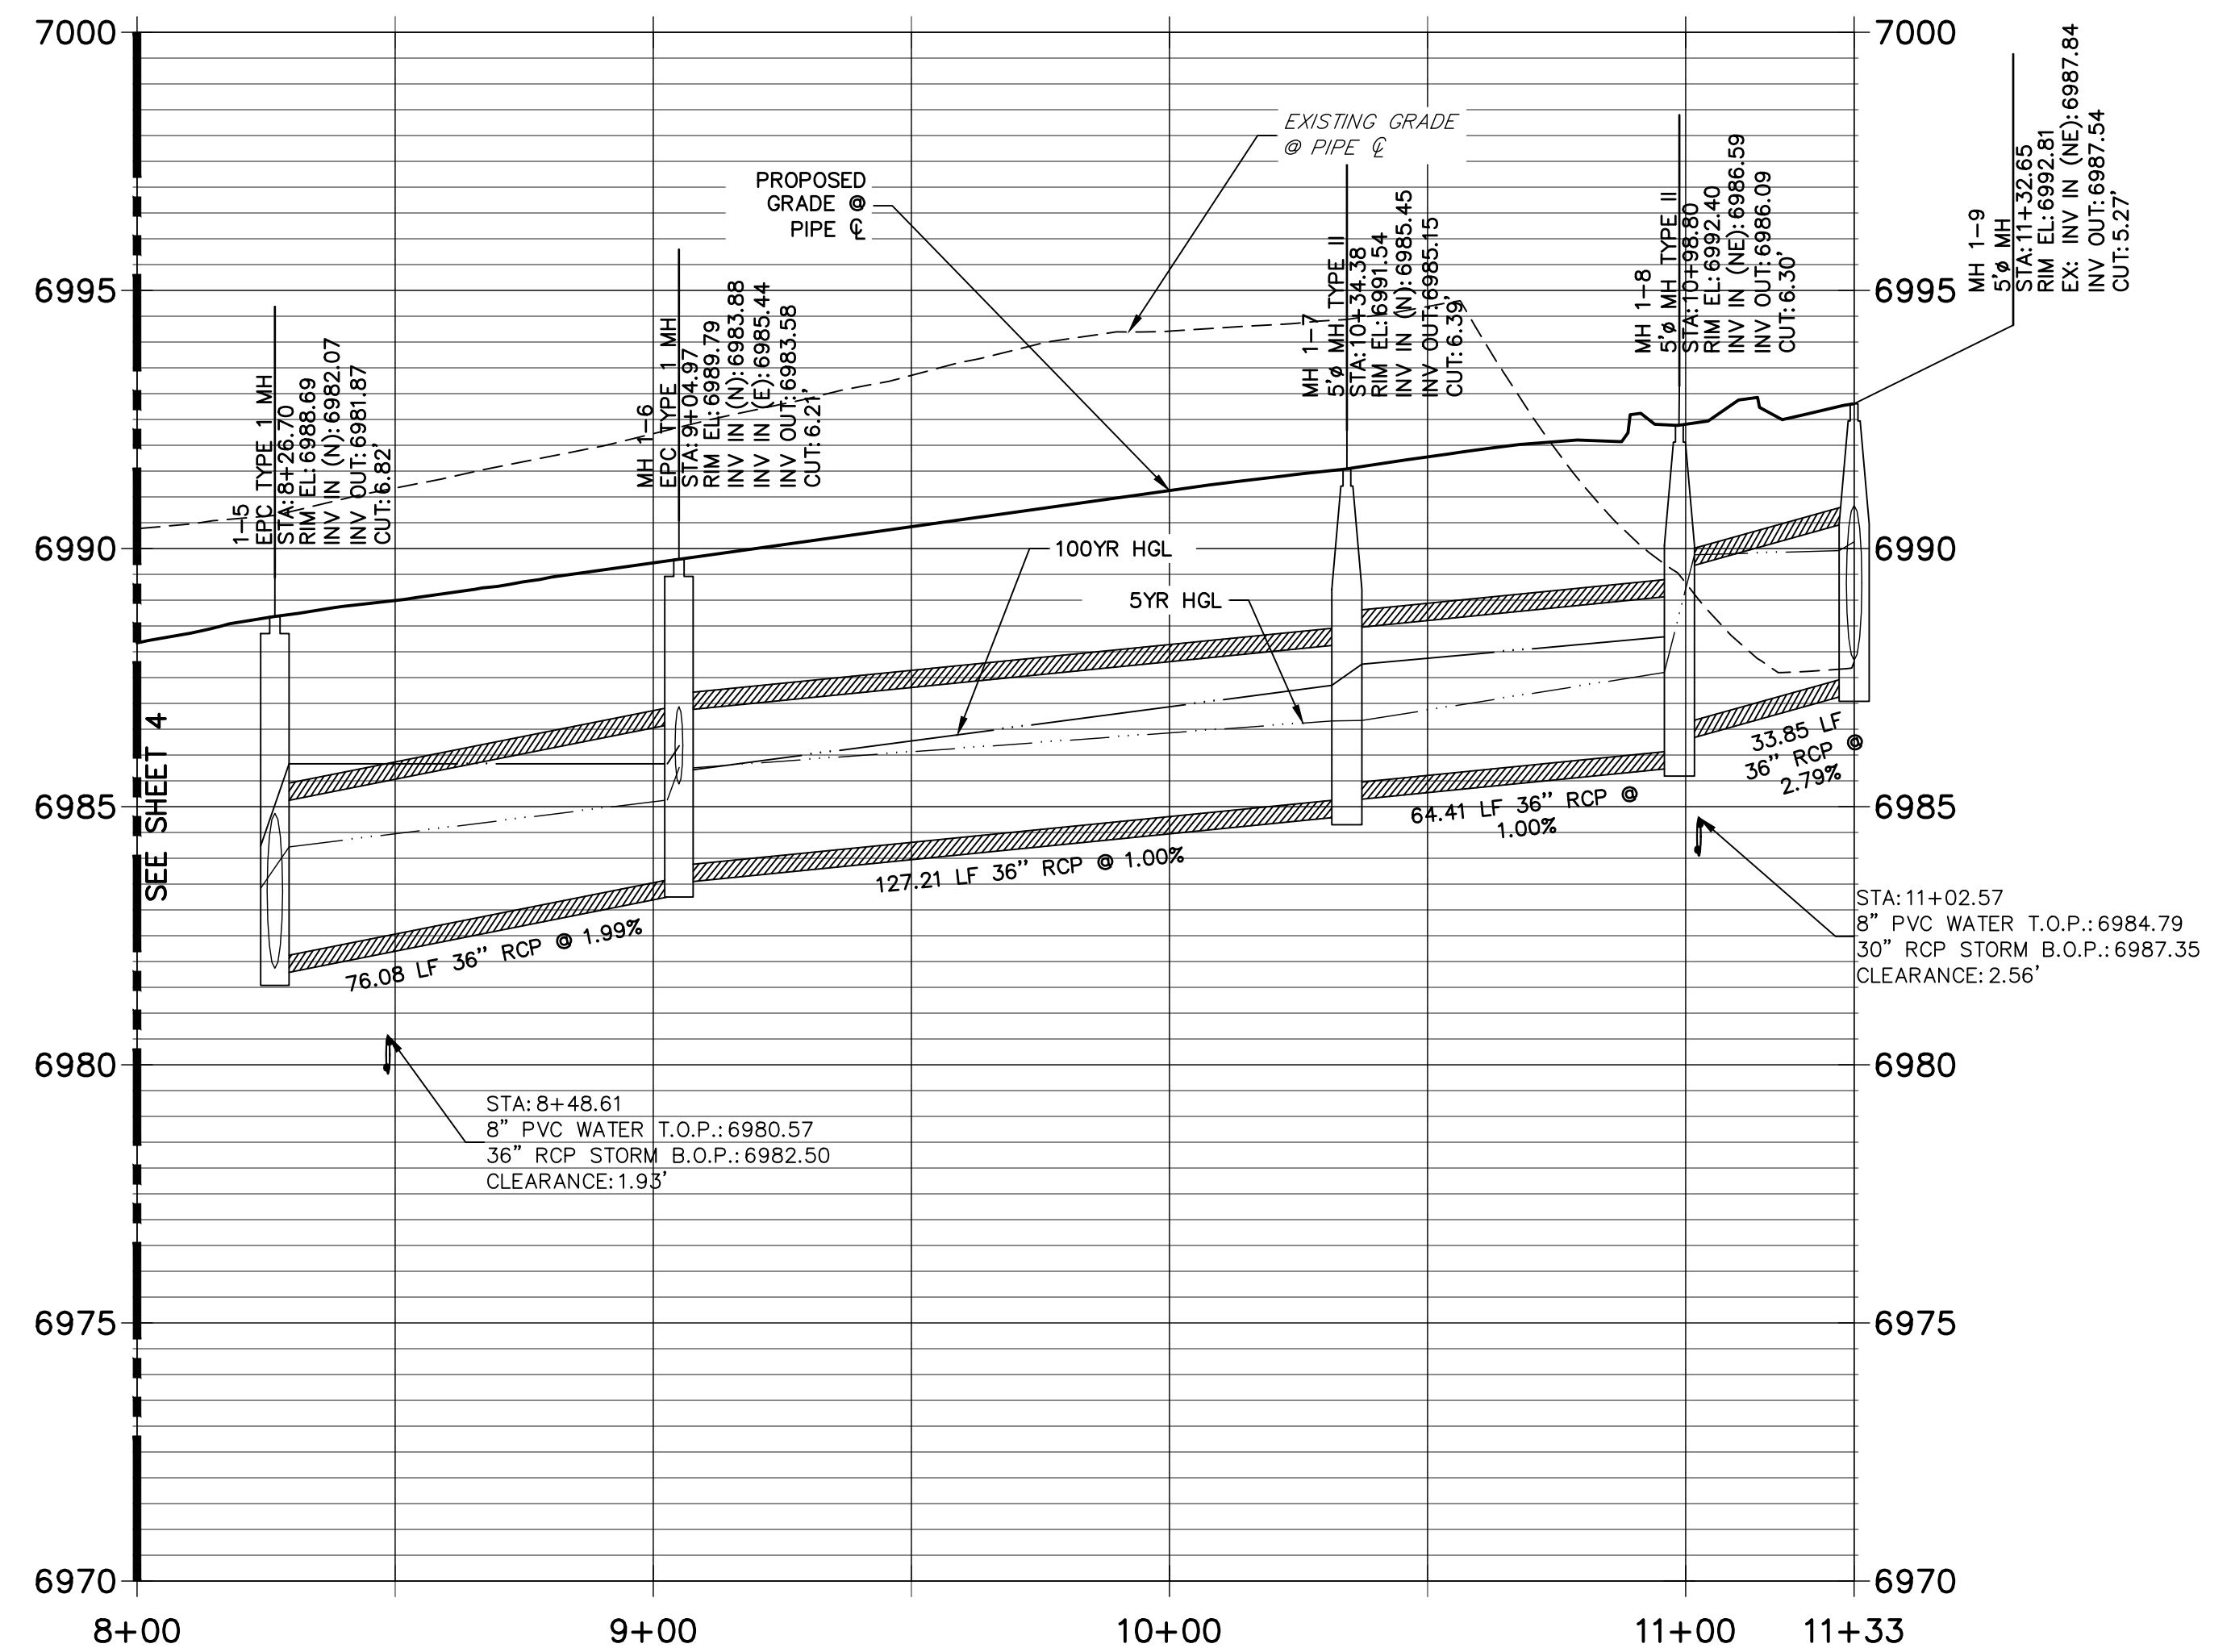 7000
6995
6990
6985
6980
6975
6970
7000
6995
6990
6985
6980
6975
6970
8+00
9+00
10+00
11+00
11+33
SEE SHEET 4
1-5
EPC TYPE 1 MH
STA:8+26.70
RIM EL:6988.69
INV IN (N):6982.07
INV OUT:6981.87
CUT:6.82'
MH 1-6
EPC TYPE 1 MH
STA:9+04.97
RIM EL:6989.79
INV IN (N):6983.88
INV IN (E):6985.44
INV OUT:6983.58
CUT:6.21'
PROPOSED
GRADE @
PIPE ℄
EXISTING GRADE
@ PIPE ℄
MH 1-7
5'ø MH TYPE II
STA:10+34.38
RIM EL:6991.54
INV IN (N):6985.45
INV OUT:6985.15
CUT:6.39'
MH 1-8
5'ø MH TYPE II
STA:10+98.80
RIM EL:6992.40
INV IN (NE):6986.59
INV OUT:6986.09
CUT:6.30'
MH 1-9
5'ø MH
STA:11+32.65
RIM EL:6992.81
EX: INV IN (NE):6987.84
INV OUT:6987.54
CUT:5.27'
100YR HGL
5YR HGL
76.08 LF 36" RCP @ 1.99%
127.21 LF 36" RCP @ 1.00%
64.41 LF 36" RCP @
1.00%
33.85 LF
36" RCP @
2.79%
STA:11+02.57
8" PVC WATER T.O.P.:6984.79
30" RCP STORM B.O.P.:6987.35
CLEARANCE:2.56'
STA:8+48.61
8" PVC WATER T.O.P.:6980.57
36" RCP STORM B.O.P.:6982.50
CLEARANCE:1.93'